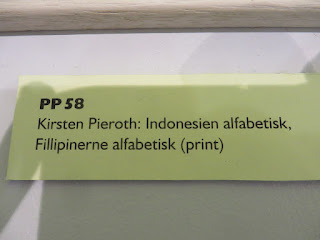 PP 58
Kirsten Pieroth: Indonesien alfabetisk,
Fillipinerne alfabetisk (print)